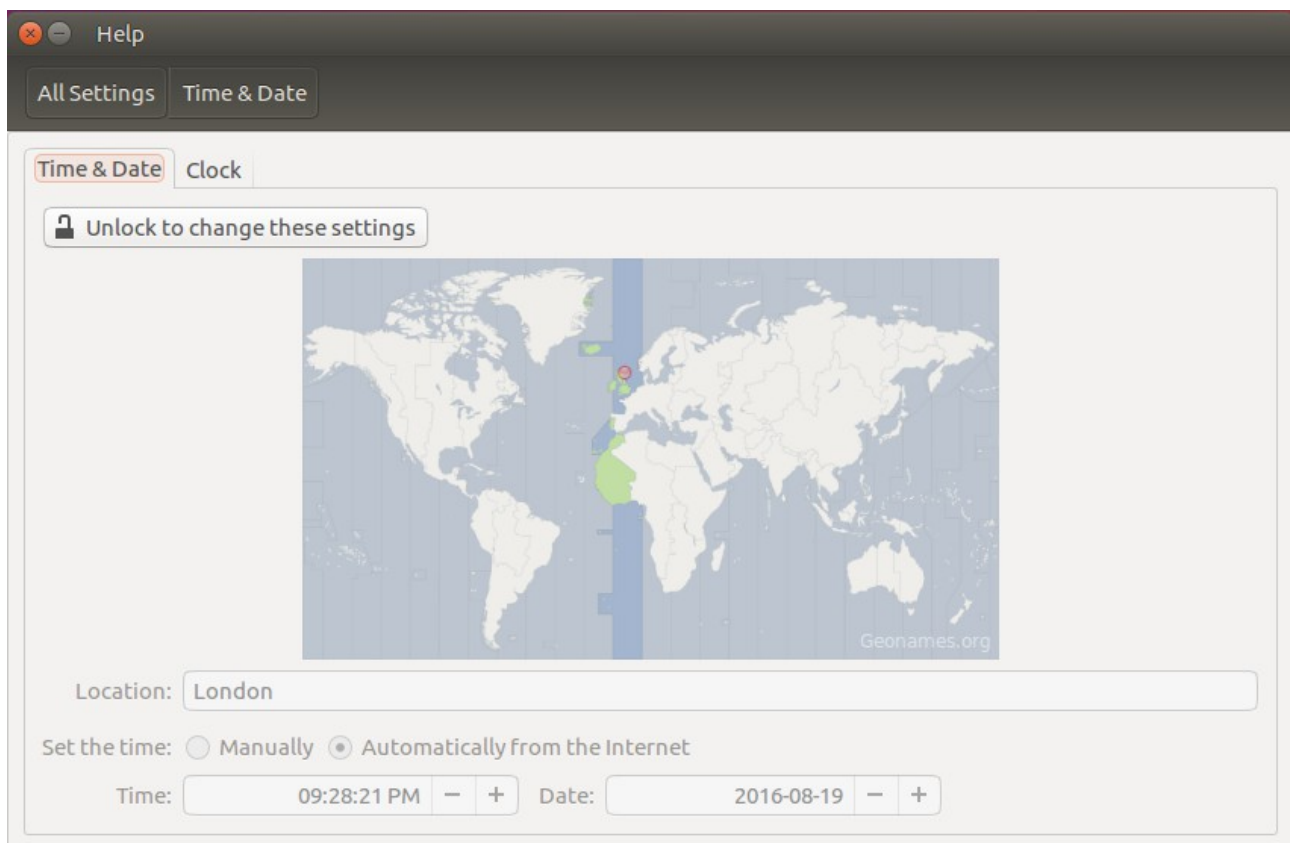 Help
All Settings Time & Date
Time & Date Clock
Unlock to change these settings
Geonames.org
Location: London
Set the time: Manually Automatically from the Internet
Time: 09:28:21 PM − + Date: 2016-08-19 − +